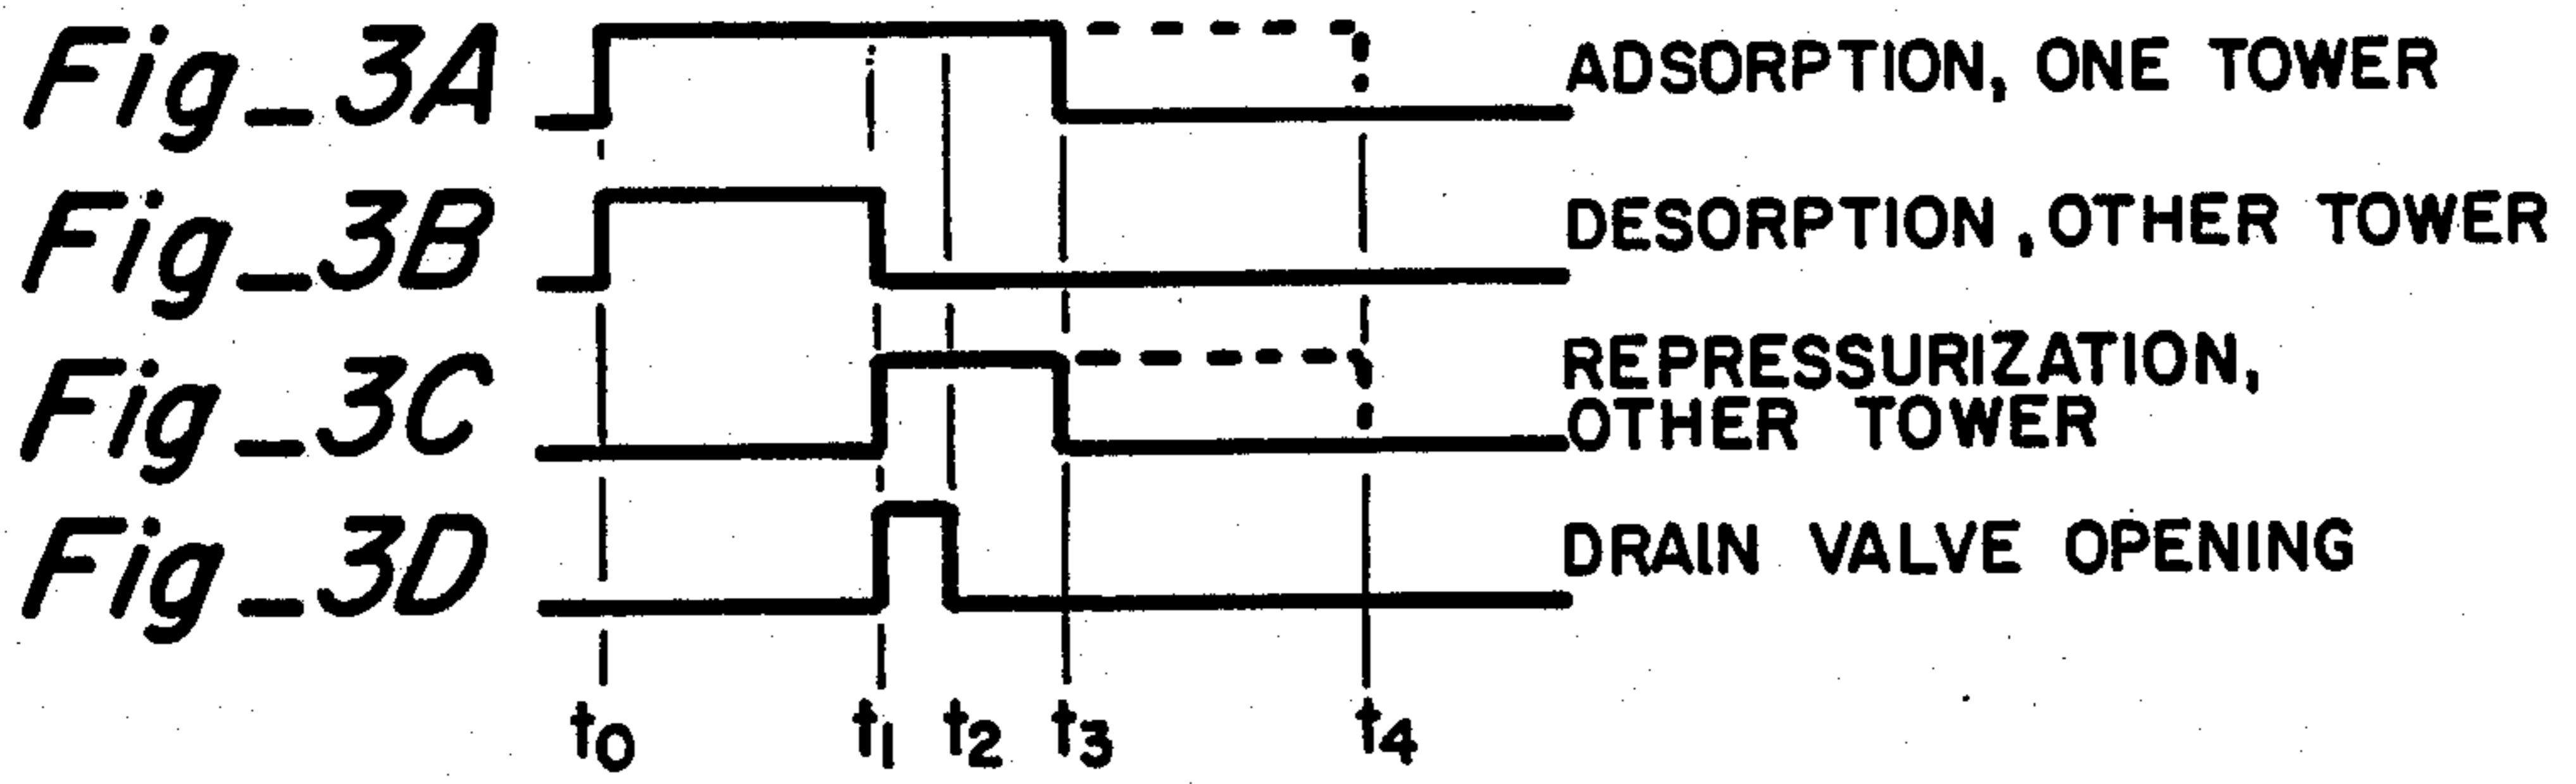 Fig_3A ADSORPTION, ONE TOWER
Fig_3B DESORPTION, OTHER TOWER
Fig_3C REPRESSURIZATION,
OTHER TOWER
Fig_3D DRAIN VALVE OPENING
t0 t1 t2 t3 t4